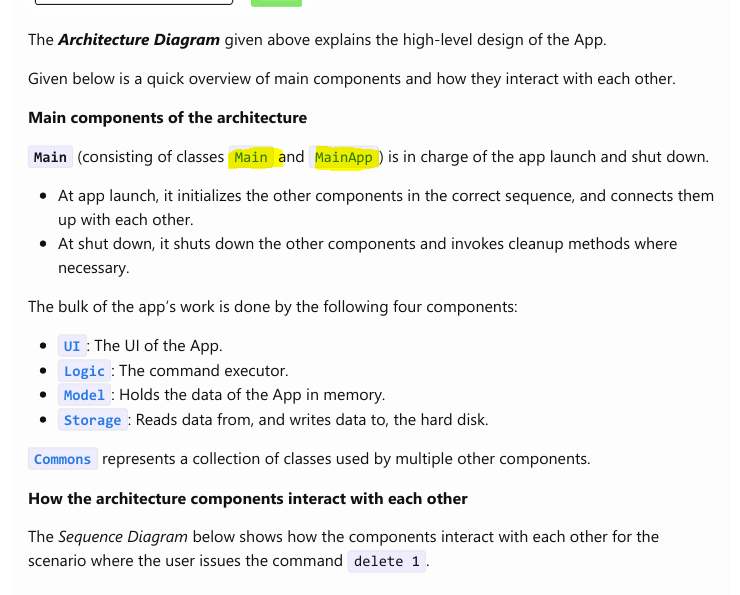 The Architecture Diagram given above explains the high-level design of the App.
Given below is a quick overview of main components and how they interact with each other.
Main components of the architecture
Main (consisting of classes Main and MainApp) is in charge of the app launch and shut down.
• At app launch, it initializes the other components in the correct sequence, and connects them
up with each other.
• At shut down, it shuts down the other components and invokes cleanup methods where
necessary.
The bulk of the app's work is done by the following four components:
• UI: The UI of the App.
• Logic: The command executor.
• Model: Holds the data of the App in memory.
• Storage: Reads data from, and writes data to, the hard disk.
Commons represents a collection of classes used by multiple other components.
How the architecture components interact with each other
The Sequence Diagram below shows how the components interact with each other for the
scenario where the user issues the command delete 1.